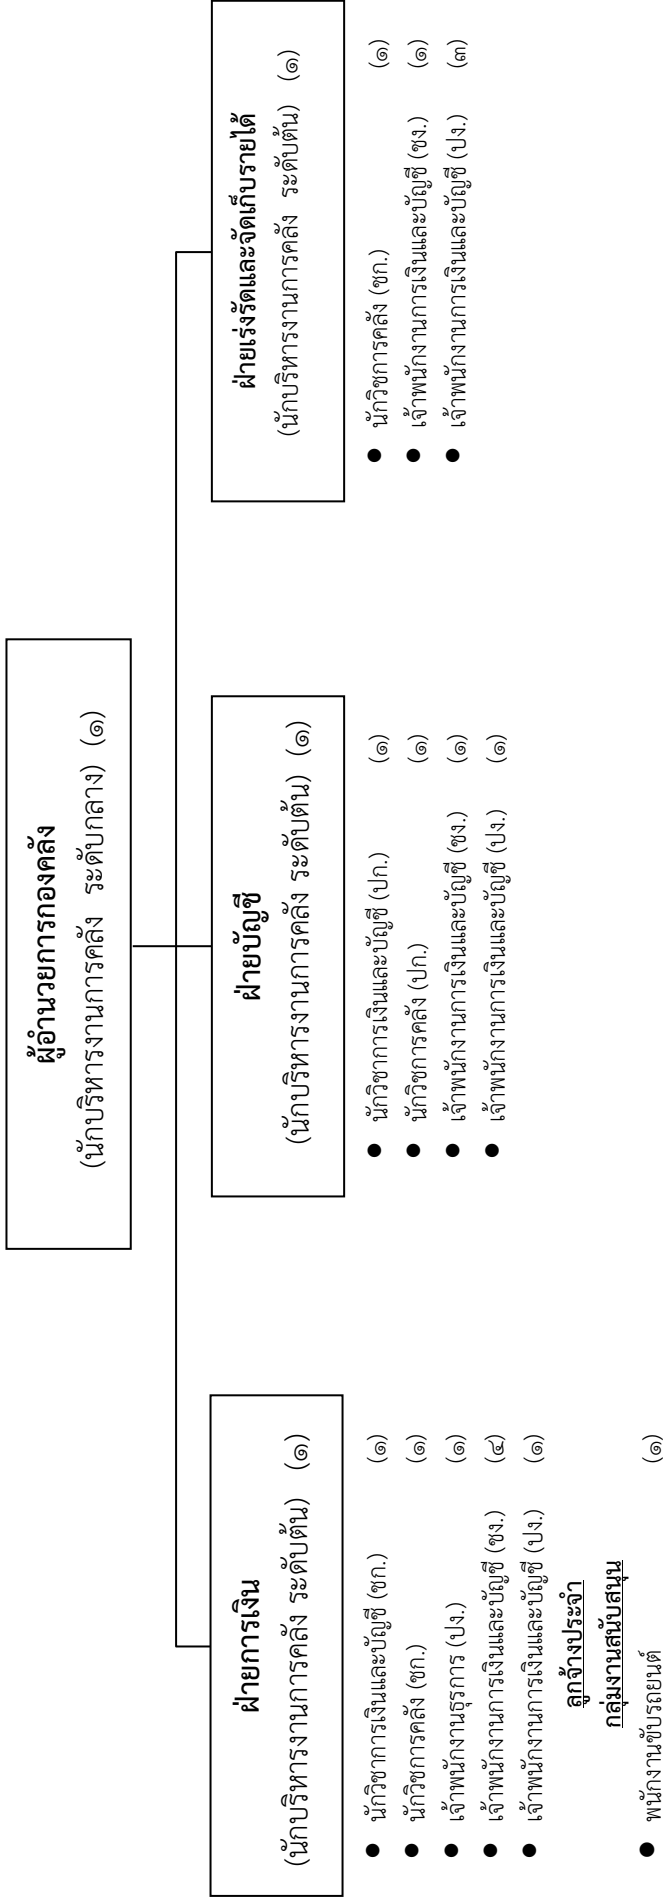 ผู้อำนวยการกองคลัง
(นักบริหารงานการคลัง ระดับกลาง) (๑)
ฝ่ายการเงิน
(นักบริหารงานการคลัง ระดับต้น) (๑)
● นักวิชาการเงินและบัญชี (ชก.) (๑)
● นักวิชการคลัง (ชก.) (๑)
● เจ้าพนักงานธุรการ (ปง.) (๑)
● เจ้าพนักงานการเงินและบัญชี (ชง.) (๔)
● เจ้าพนักงานการเงินและบัญชี (ปง.) (๑)
ลูกจ้างประจำ
กลุ่มงานสนับสนุน
● พนักงานขับรถยนต์ (๑)
ฝ่ายบัญชี
(นักบริหารงานการคลัง ระดับต้น) (๑)
● นักวิชาการเงินและบัญชี (ปก.) (๑)
● นักวิชการคลัง (ปก.) (๑)
● เจ้าพนักงานการเงินและบัญชี (ชง.) (๑)
● เจ้าพนักงานการเงินและบัญชี (ปง.) (๑)
ฝ่ายเร่งรัดและจัดเก็บรายได้
(นักบริหารงานการคลัง ระดับต้น) (๑)
● นักวิชการคลัง (ชก.) (๑)
● เจ้าพนักงานการเงินและบัญชี (ชง.) (๑)
● เจ้าพนักงานการเงินและบัญชี (ปง.) (๓)